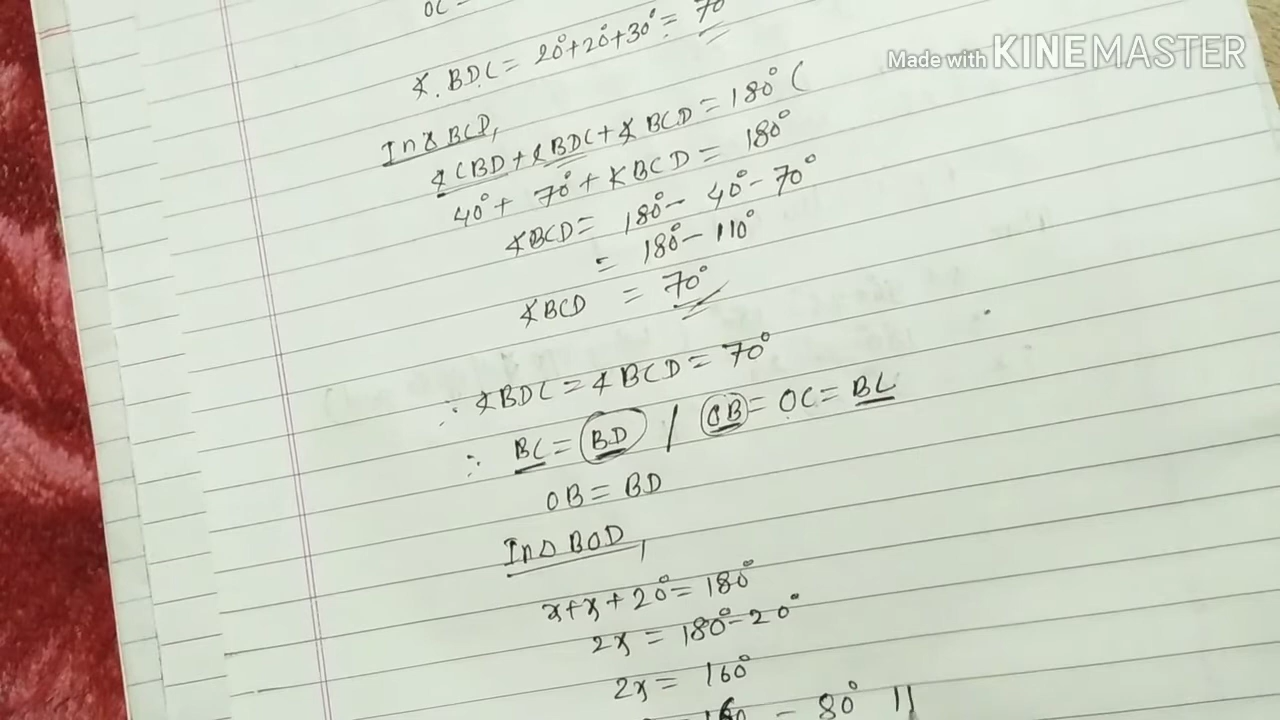 OC =
∡.BDC = 20°+20°+30° = 70°
Made with KINEMASTER
In ∡ BCD,
∡CBD + ∡BDC + ∡BCD = 180° (
40° + 70° + ∡BCD = 180°
∡BCD = 180° - 40° - 70°
= 180° - 110°
∡BCD = 70°
∴ ∡BDC = ∡BCD = 70°
∴ BC = BD / OB = OC = BC
OB = BD
In △ BOD,
x+x+20° = 180°
2x = 180° - 20°
2x = 160°
= 80° ||